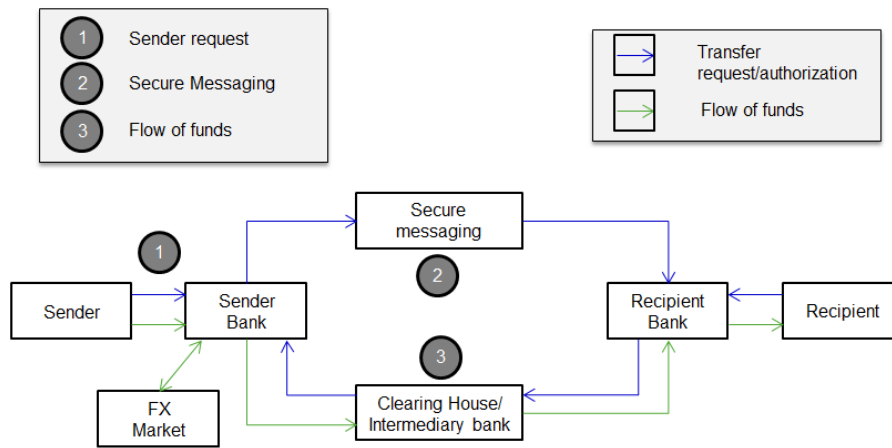 1 Sender request
2 Secure Messaging
3 Flow of funds
Transfer
request/authorization
Flow of funds
Secure
messaging
1
2
Sender
Sender
Bank
Recipient
Bank
Recipient
3
FX
Market
Clearing House/
Intermediary bank